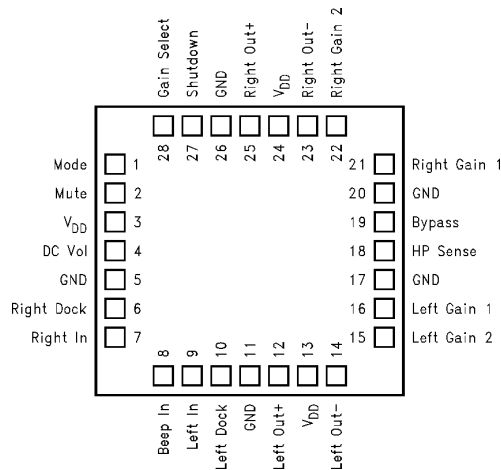 Gain Select
Shutdown
GND
Right Out+
VDD
Right Out-
Right Gain 2
28 27 26 25 24 23 22
Mode 1
Mute 2
VDD 3
DC Vol 4
GND 5
Right Dock 6
Right In 7
21 Right Gain 1
20 GND
19 Bypass
18 HP Sense
17 GND
16 Left Gain 1
15 Left Gain 2
8 9 10 11 12 13 14
Beep In
Left In
Left Dock
GND
Left Out+
VDD
Left Out-